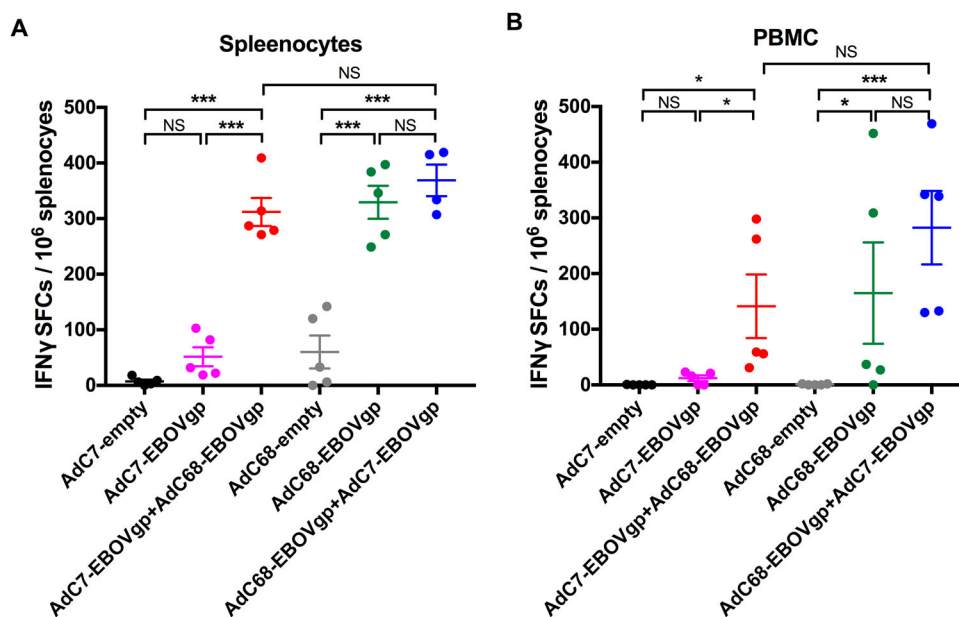 A
Spleenocytes
NS
***
***
NS
***
***
NS
IFNγ SFCs / 10⁶ splenocyes
500
400
300
200
100
0
AdC7-empty
AdC7-EBOVgp
AdC7-EBOVgp+AdC68-EBOVgp
AdC68-empty
AdC68-EBOVgp
AdC68-EBOVgp+AdC7-EBOVgp
B
PBMC
NS
*
***
NS
*
*
NS
IFNγ SFCs / 10⁶ splenocyes
500
400
300
200
100
0
AdC7-empty
AdC7-EBOVgp
AdC7-EBOVgp+AdC68-EBOVgp
AdC68-empty
AdC68-EBOVgp
AdC68-EBOVgp+AdC7-EBOVgp